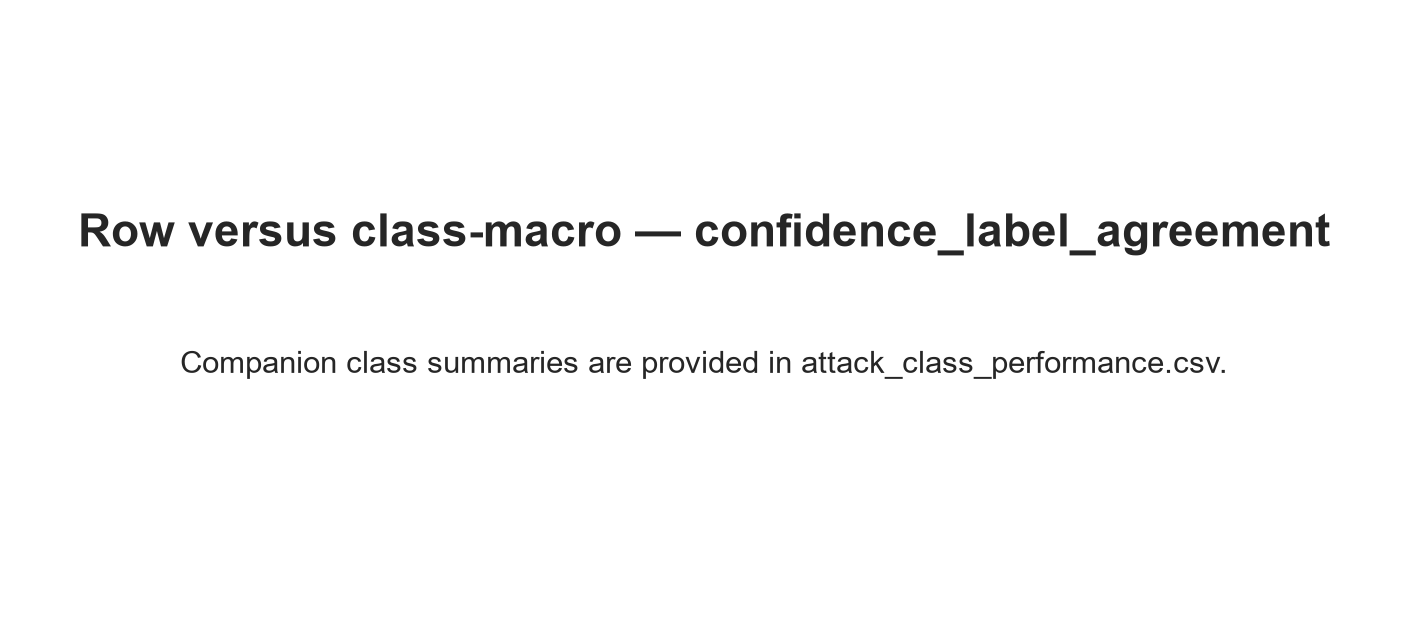 Row versus class-macro — confidence_label_agreement
Companion class summaries are provided in attack_class_performance.csv.